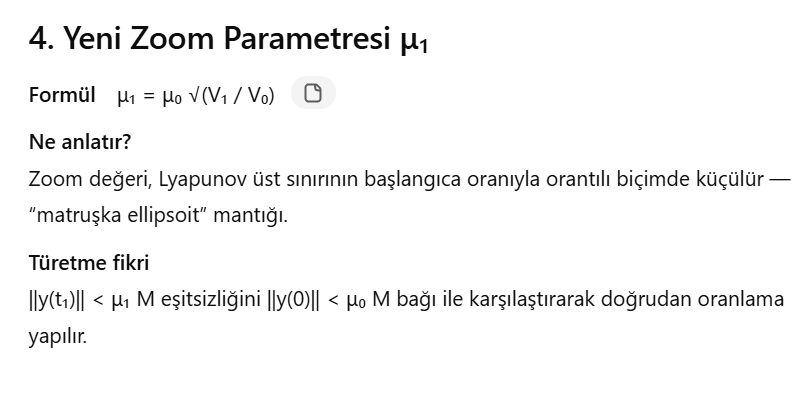 4. Yeni Zoom Parametresi μ₁
Formül μ₁ = μ₀ √(V₁ / V₀)
Ne anlatır?
Zoom değeri, Lyapunov üst sınırının başlangıca oranıyla orantılı biçimde küçülür —
“matruşka ellipsoit” mantığı.
Türetme fikri
||y(t₁)|| < μ₁ M eşitsizliğini ||y(0)|| < μ₀ M bağı ile karşılaştırarak doğrudan oranlama
yapılır.